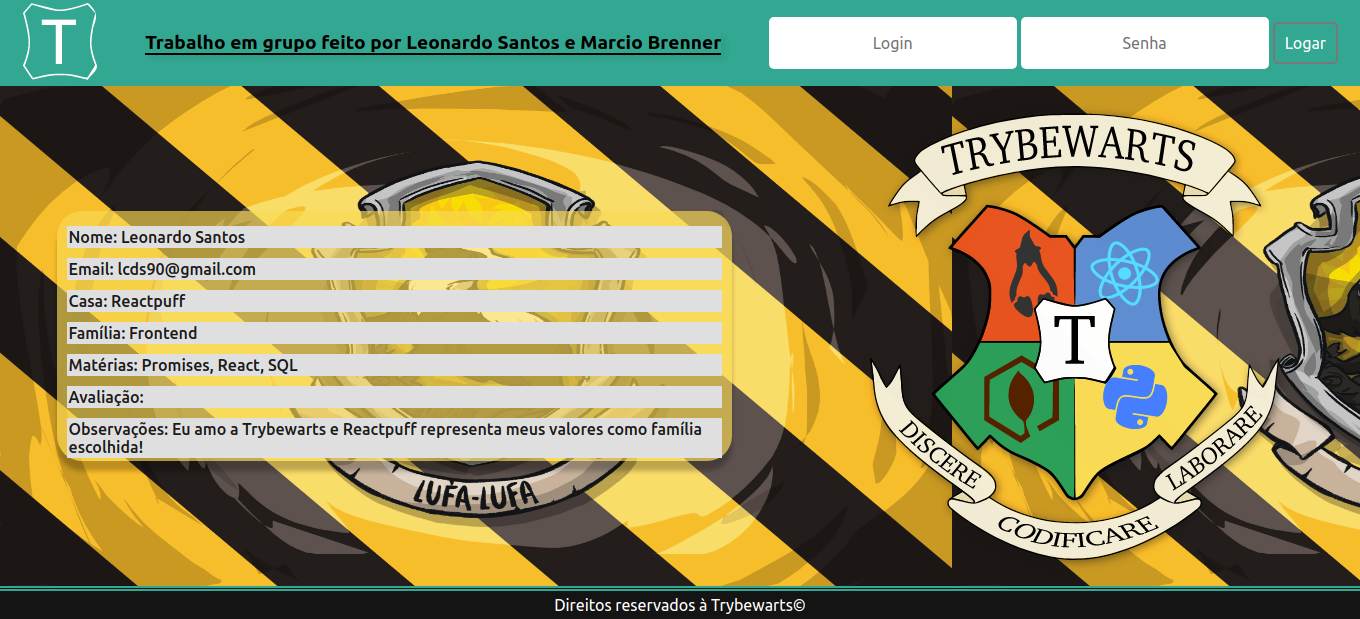 T
Trabalho em grupo feito por Leonardo Santos e Marcio Brenner
Login
Senha
Logar
Nome: Leonardo Santos
Email: lcds90@gmail.com
Casa: Reactpuff
Família: Frontend
Matérias: Promises, React, SQL
Avaliação:
Observações: Eu amo a Trybewarts e Reactpuff representa meus valores como família
escolhida!
LUFA-LUFA
TRYBEWARTS
T
DISCERE
CODIFICARE
LABORARE
Direitos reservados à Trybewarts©